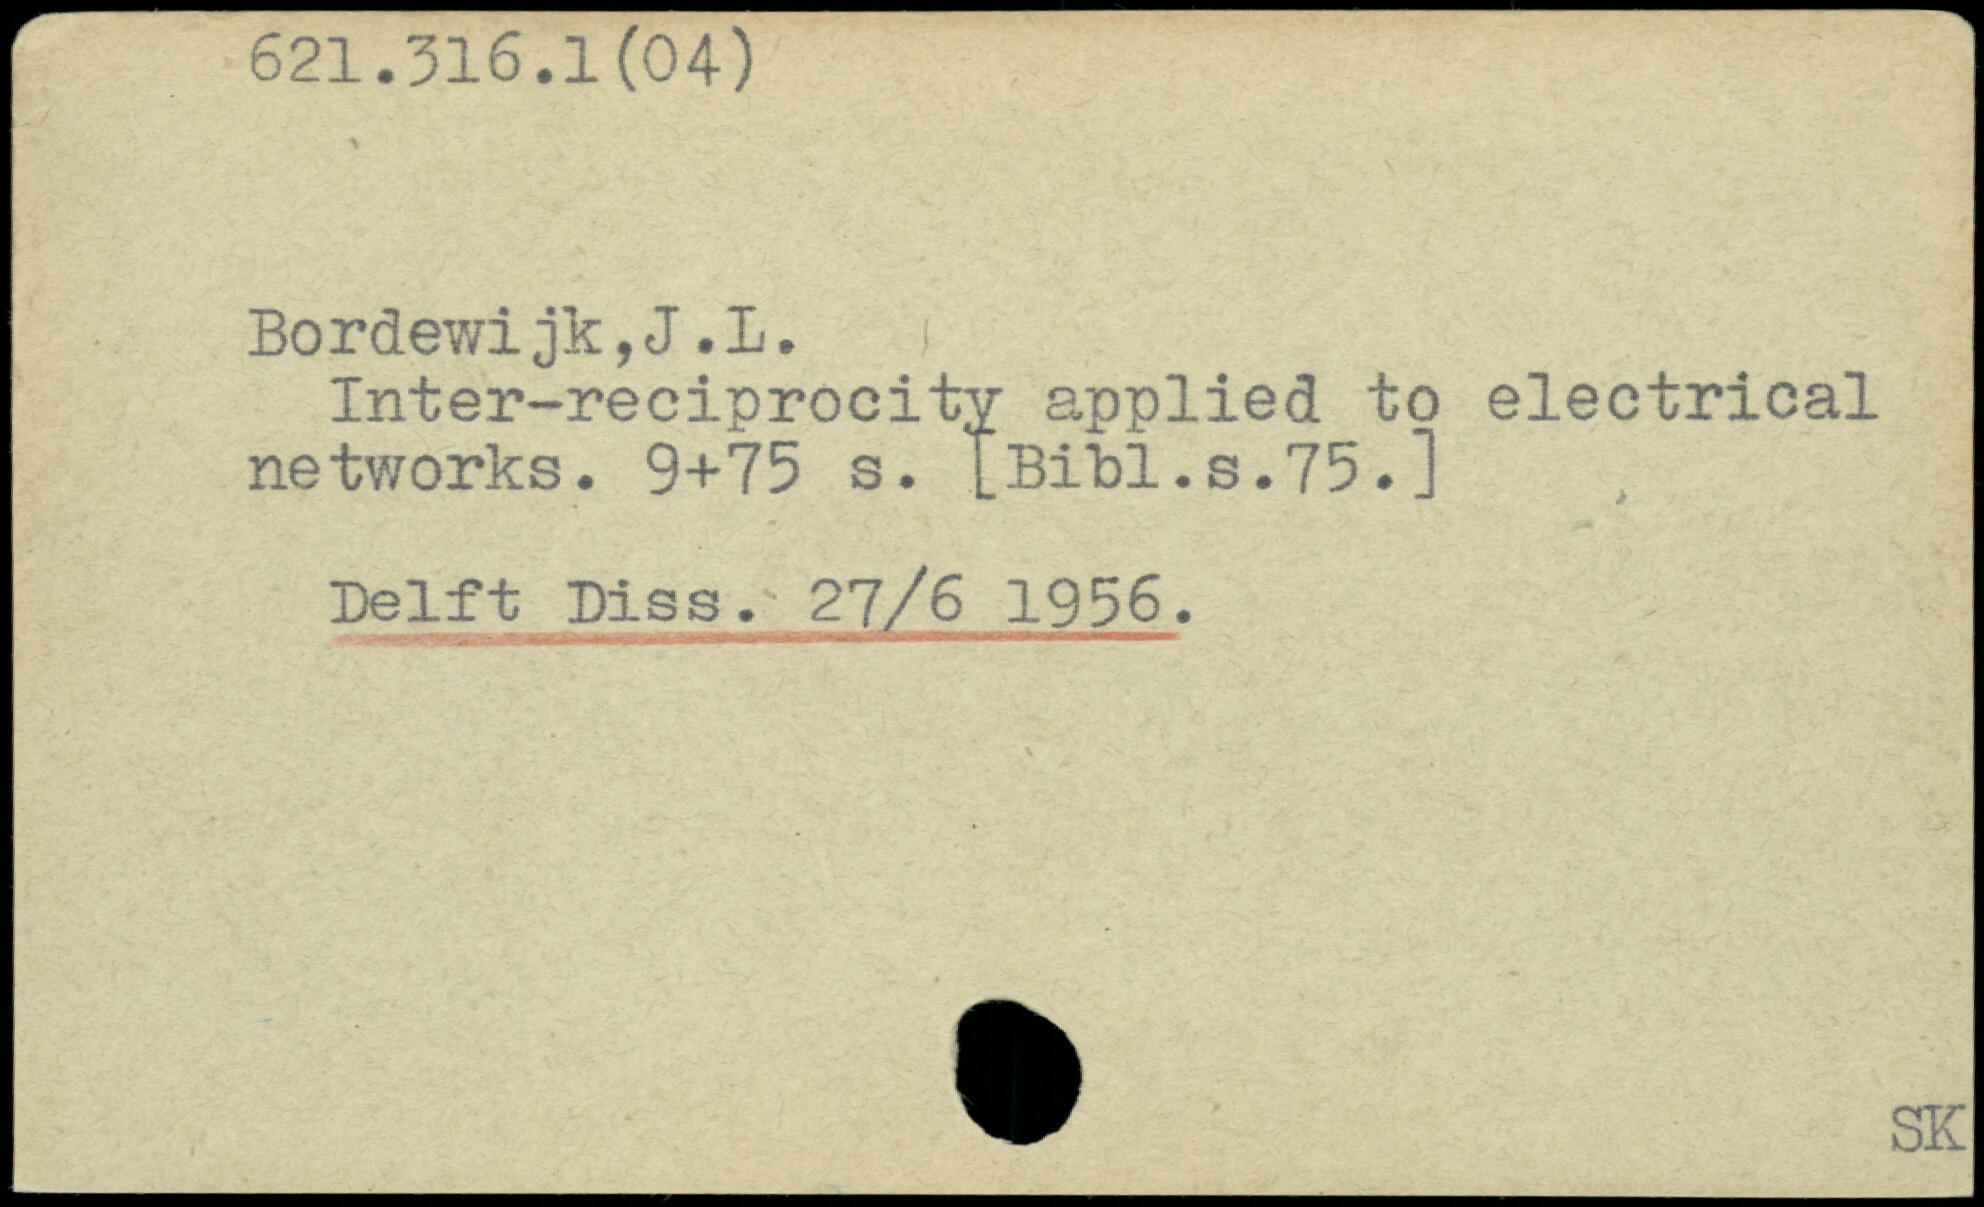 621.316.1(04)
Bordewijk,J.L.
Inter-reciprocity applied to electrical
networks. 9+75 s. [Bibl.s.75.]
Delft Diss. 27/6 1956.
SK